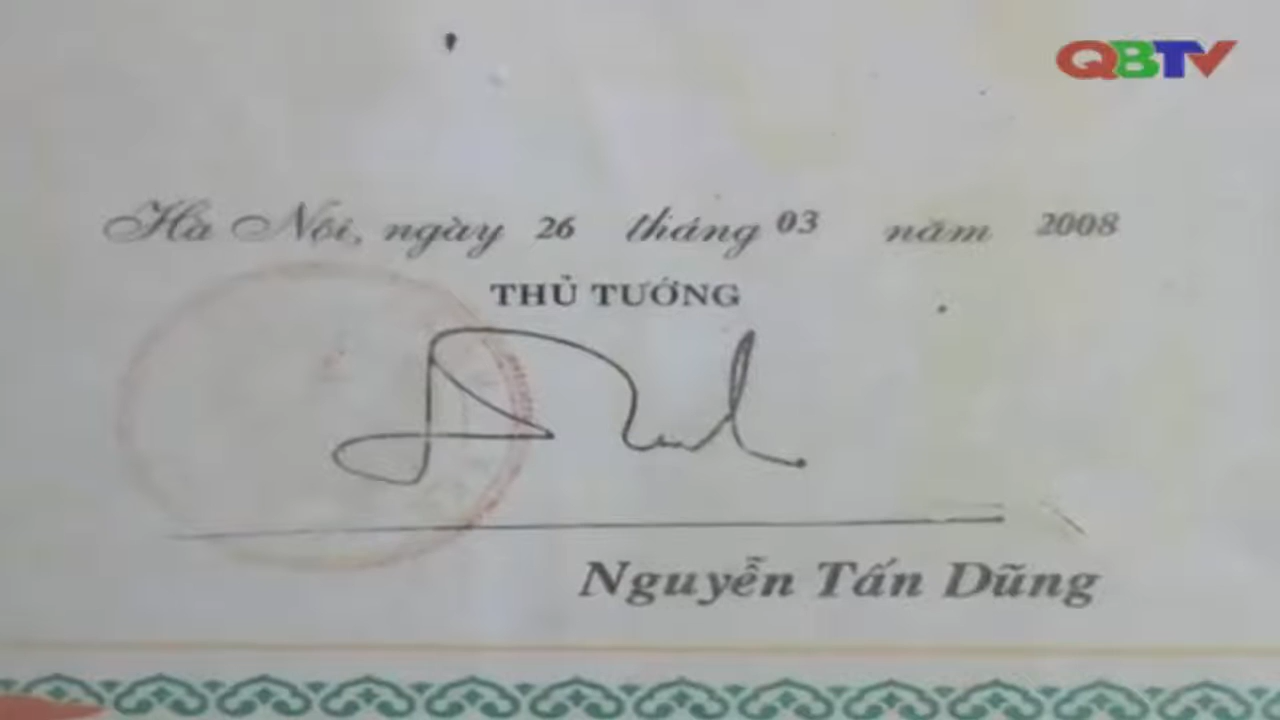 QBTV
Hà Nội, ngày 26 tháng 03 năm 2008
THỦ TƯỚNG
Nguyễn Tấn Dũng